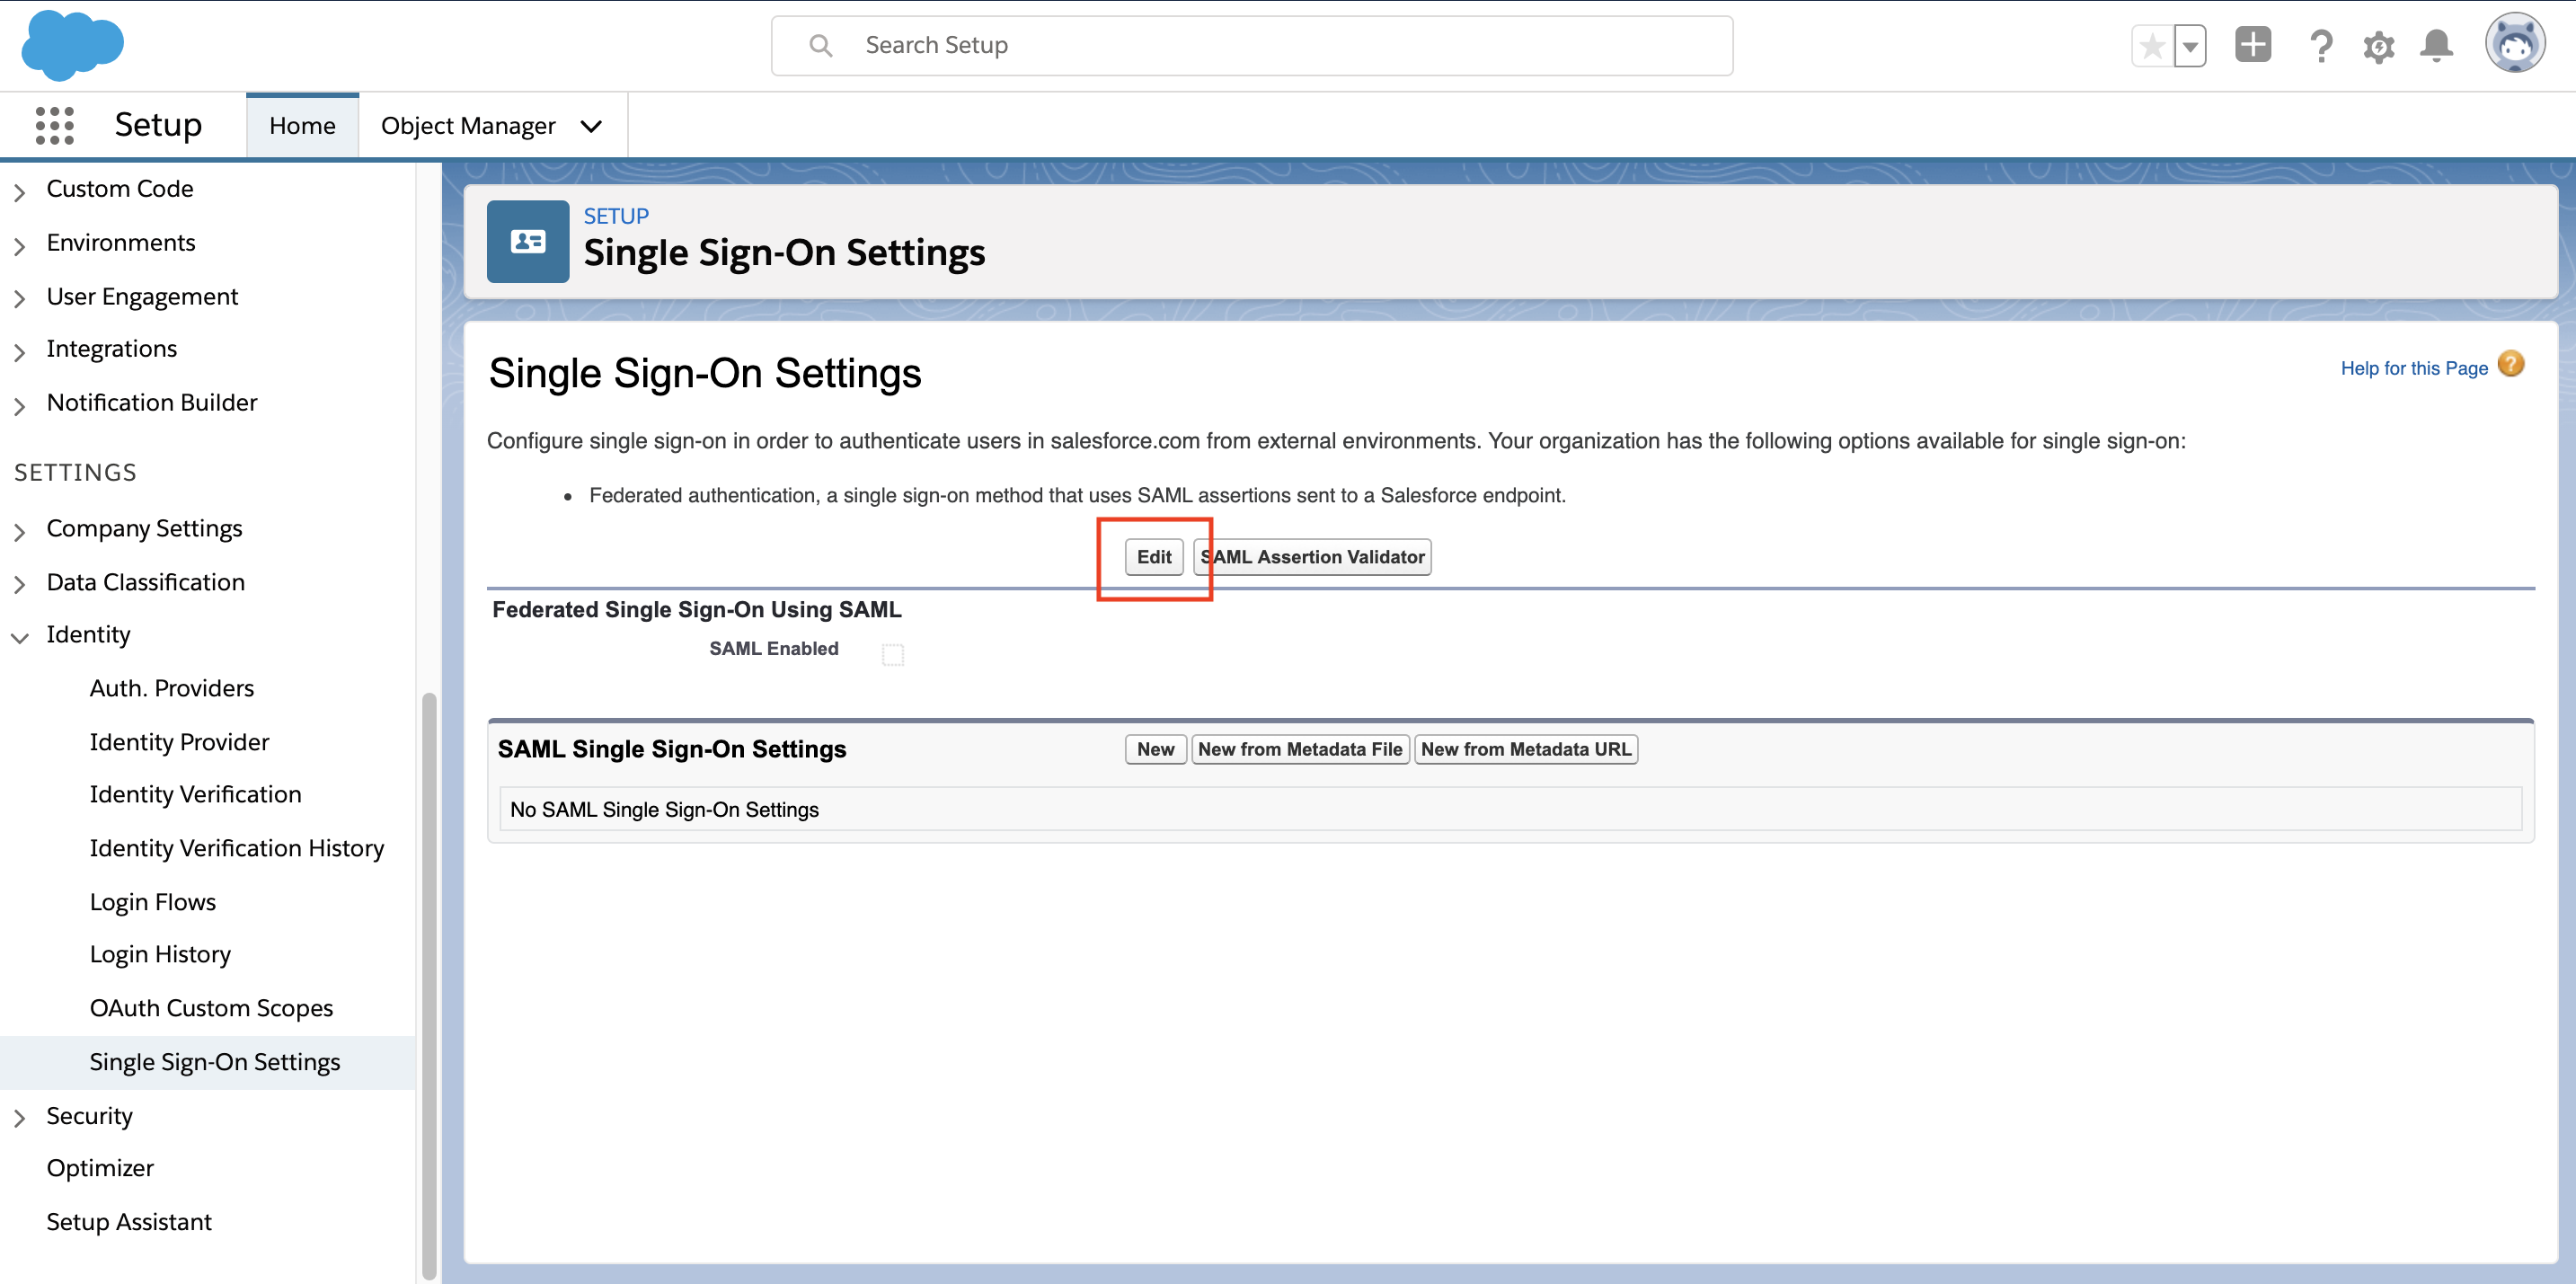 Search Setup
Setup
Home
Object Manager
Custom Code
Environments
User Engagement
Integrations
Notification Builder
SETTINGS
Company Settings
Data Classification
Identity
Auth. Providers
Identity Provider
Identity Verification
Identity Verification History
Login Flows
Login History
OAuth Custom Scopes
Single Sign-On Settings
Security
Optimizer
Setup Assistant
SETUP
Single Sign-On Settings
Single Sign-On Settings
Help for this Page ?
Configure single sign-on in order to authenticate users in salesforce.com from external environments. Your organization has the following options available for single sign-on:
• Federated authentication, a single sign-on method that uses SAML assertions sent to a Salesforce endpoint.
Edit SAML Assertion Validator
Federated Single Sign-On Using SAML
SAML Enabled
SAML Single Sign-On Settings New New from Metadata File New from Metadata URL
No SAML Single Sign-On Settings